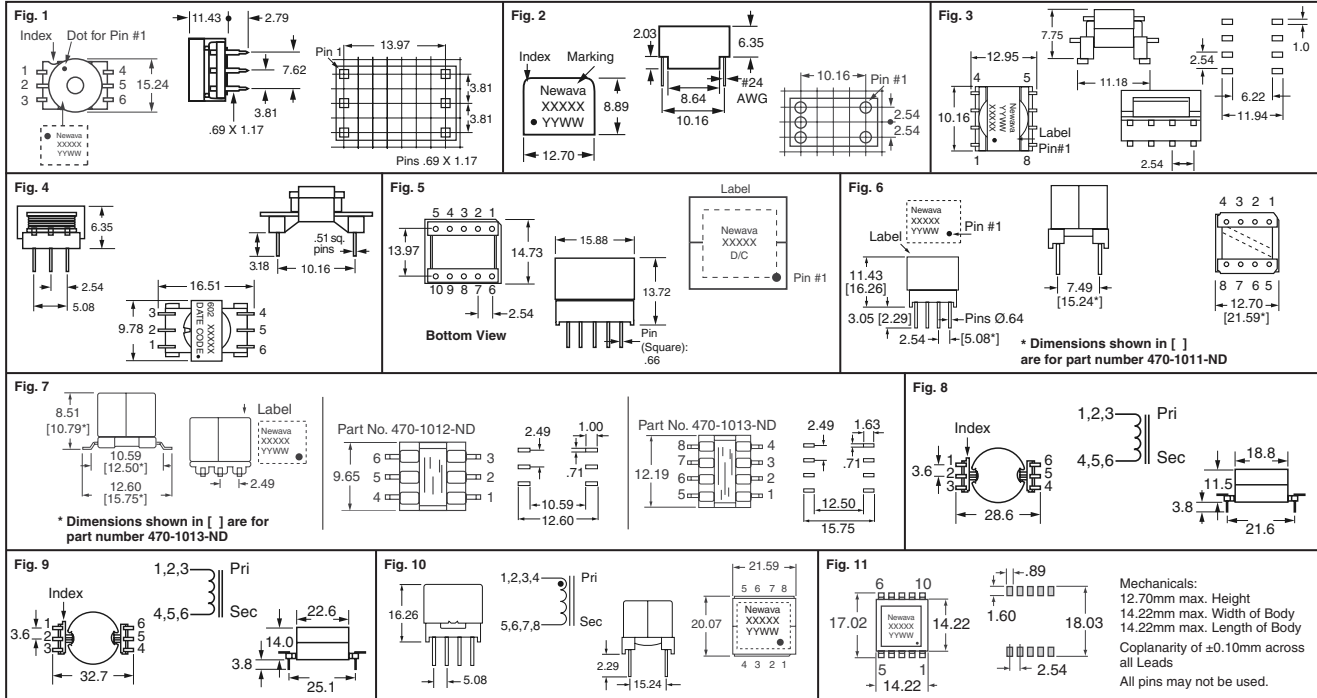 Fig. 1
11.43
2.79
Index
Dot for Pin #1
1
2
3
4
5
6
15.24
7.62
3.81
.69 X 1.17
Newava
XXXXX
YYWW
Pin 1
13.97
3.81
3.81
Pins .69 X 1.17
Fig. 2
2.03
6.35
Index
Marking
Newava
XXXXX
YYWW
8.89
12.70
#24
AWG
8.64
10.16
10.16
Pin #1
2.54
2.54
Fig. 3
7.75
12.95
4
5
11.18
10.16
Newava
XXXXX
YYWW
Label
Pin#1
1
8
2.54
1.0
2.54
6.22
11.94
Fig. 4
6.35
2.54
5.08
.51 sq.
pins
3.18
10.16
16.51
9.78
3
2
1
602 XXXXX
DATE CODE
4
5
6
Fig. 5
5 4 3 2 1
13.97
14.73
10 9 8 7 6
2.54
Bottom View
15.88
13.72
Pin
(Square):
.66
Label
Newava
XXXXX
D/C
Pin #1
Fig. 6
Newava
XXXXX
YYWW
Pin #1
Label
11.43
[16.26]
3.05 [2.29]
Pins Ø.64
2.54
[5.08*]
7.49
[15.24*]
4 3 2 1
8 7 6 5
12.70
[21.59*]
* Dimensions shown in [ ]
are for part number 470-1011-ND
Fig. 7
8.51
[10.79*]
10.59
[12.50*]
12.60
[15.75*]
Label
Newava
XXXXX
YYWW
2.49
* Dimensions shown in [ ] are for
part number 470-1013-ND
Part No. 470-1012-ND
9.65
6
5
4
3
2
1
2.49
1.00
.71
10.59
12.60
Part No. 470-1013-ND
12.19
8
7
6
5
4
3
2
1
2.49
1.63
.71
12.50
15.75
Fig. 8
Index
3.6
1
2
3
6
5
4
28.6
1,2,3
Pri
4,5,6
Sec
18.8
11.5
3.8
21.6
Fig. 9
Index
3.6
1
2
3
6
5
4
32.7
1,2,3
Pri
4,5,6
Sec
22.6
14.0
3.8
25.1
Fig. 10
16.26
5.08
1,2,3,4
Pri
5,6,7,8
Sec
2.29
15.24
21.59
5 6 7 8
20.07
Newava
XXXXX
YYWW
4 3 2 1
Fig. 11
6
10
17.02
Newava
XXXXX
YYWW
14.22
5
1
14.22
.89
1.60
18.03
2.54
Mechanicals:
12.70mm max. Height
14.22mm max. Width of Body
14.22mm max. Length of Body
Coplanarity of ±0.10mm across
all Leads
All pins may not be used.